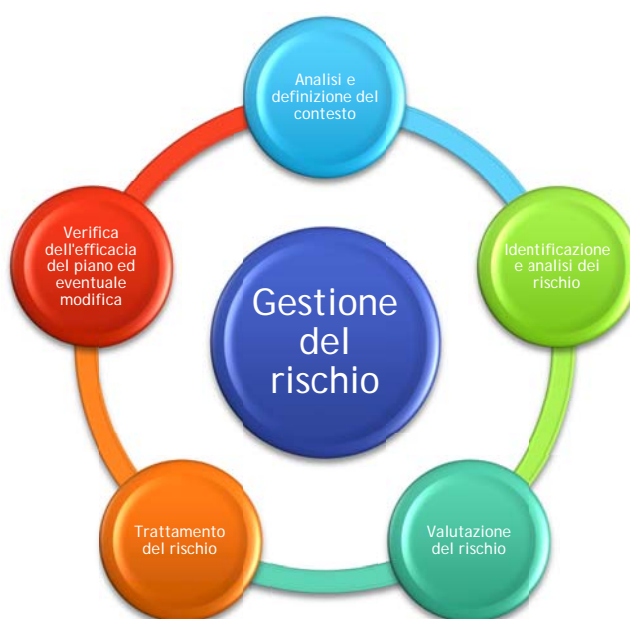 Analisi e
definizione del
contesto
Identificazione
e analisi del
rischio
Valutazione
del rischio
Trattamento
del rischio
Verifica
dell'efficacia
del piano ed
eventuale
modifica
Gestione
del
rischio